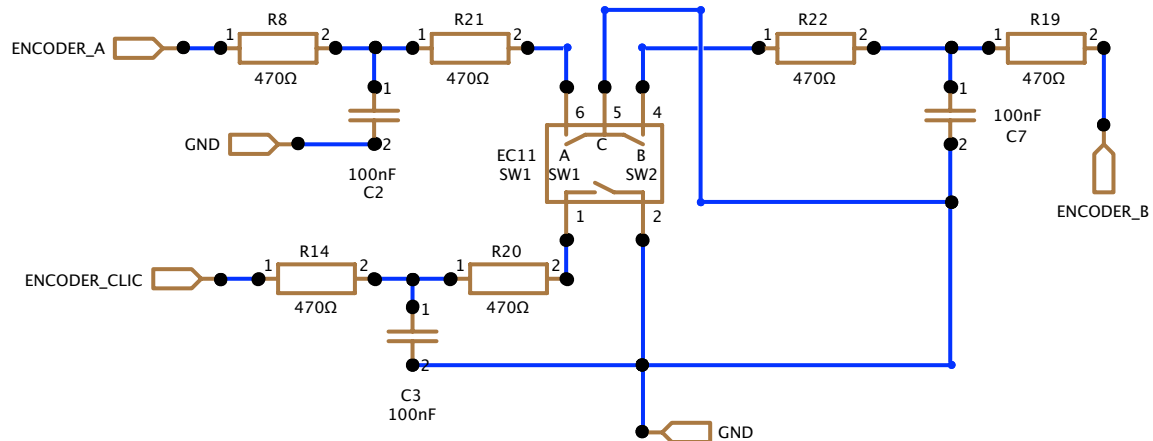 R8
R21
R22
R19
ENCODER_A
1
2
1
2
1
2
1
2
470Ω
470Ω
470Ω
470Ω
1
1
6
5
4
100nF
C7
GND
2
EC11
SW1
A
C
B
SW1
SW2
2
100nF
C2
1
2
ENCODER_B
R14
R20
ENCODER_CLIC
1
2
1
2
470Ω
470Ω
1
2
C3
100nF
GND